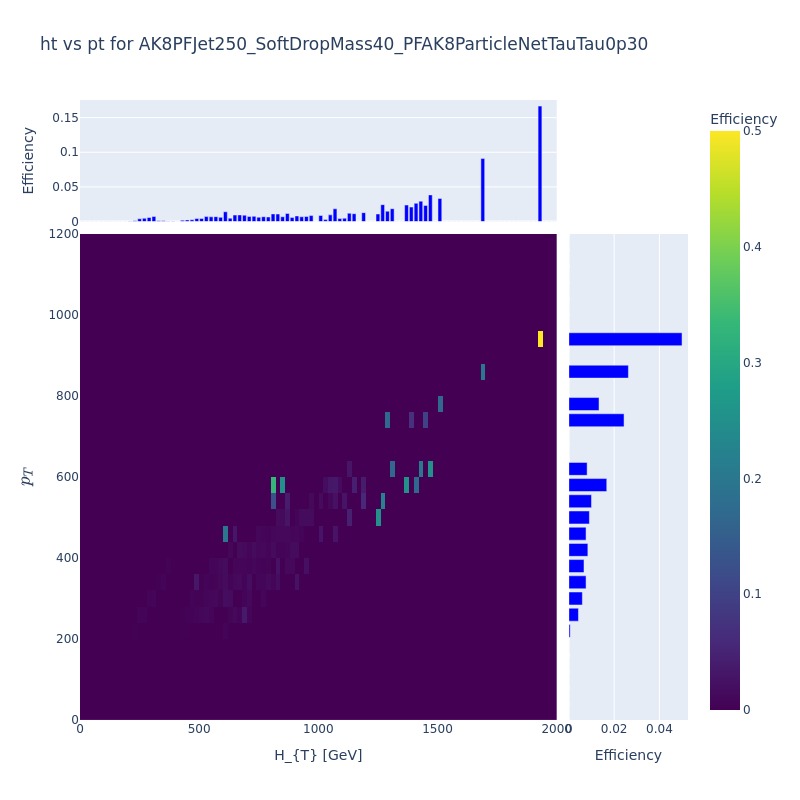 ht vs pt for AK8PFJet250_SoftDropMass40_PFAK8ParticleNetTauTau0p30
Efficiency
0.15
0.1
0.05
0
Efficiency
0.5
0.4
0.3
0.2
0.1
0
p_T
1200
1000
800
600
400
200
0
0 500 1000 1500 2000
H_{T} [GeV]
0 0.02 0.04
Efficiency